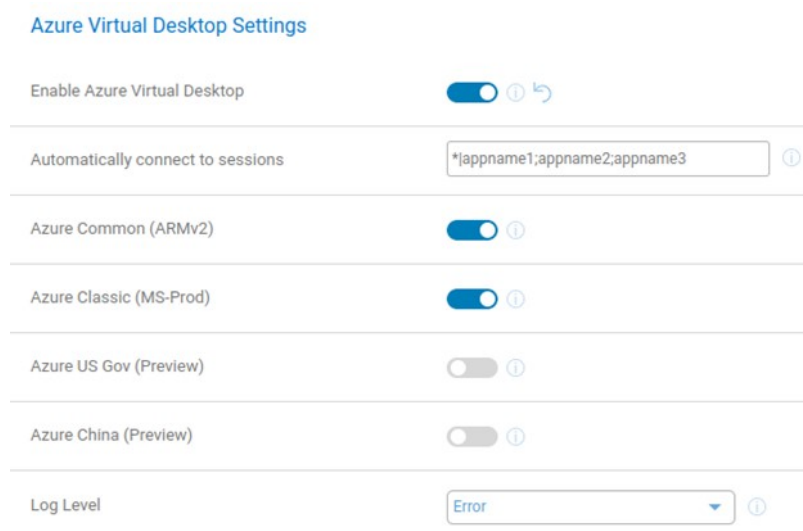 Azure Virtual Desktop Settings
Enable Azure Virtual Desktop
Automatically connect to sessions *|appname1;appname2;appname3
Azure Common (ARMv2)
Azure Classic (MS-Prod)
Azure US Gov (Preview)
Azure China (Preview)
Log Level Error